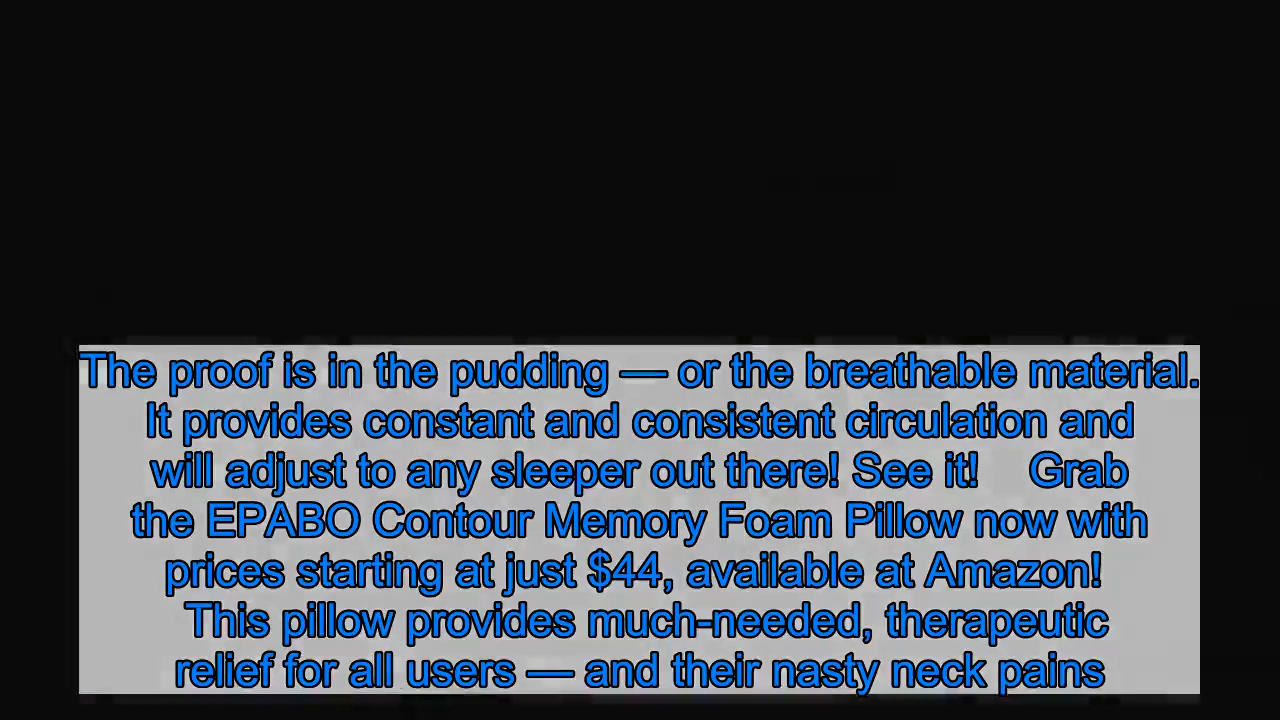 The proof is in the pudding — or the breathable material.
It provides constant and consistent circulation and
will adjust to any sleeper out there! See it!    Grab
the EPABO Contour Memory Foam Pillow now with
prices starting at just $44, available at Amazon!
This pillow provides much-needed, therapeutic
relief for all users — and their nasty neck pains